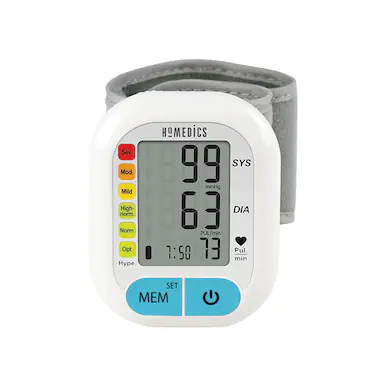 HOMEDICS
Sev.
Mod.
Mild
High-norm.
Norm.
Opt.
Hype.
99
SYS
mmHg
63
DIA
PUL/min
7:50
73
Pul
min
SET
MEM